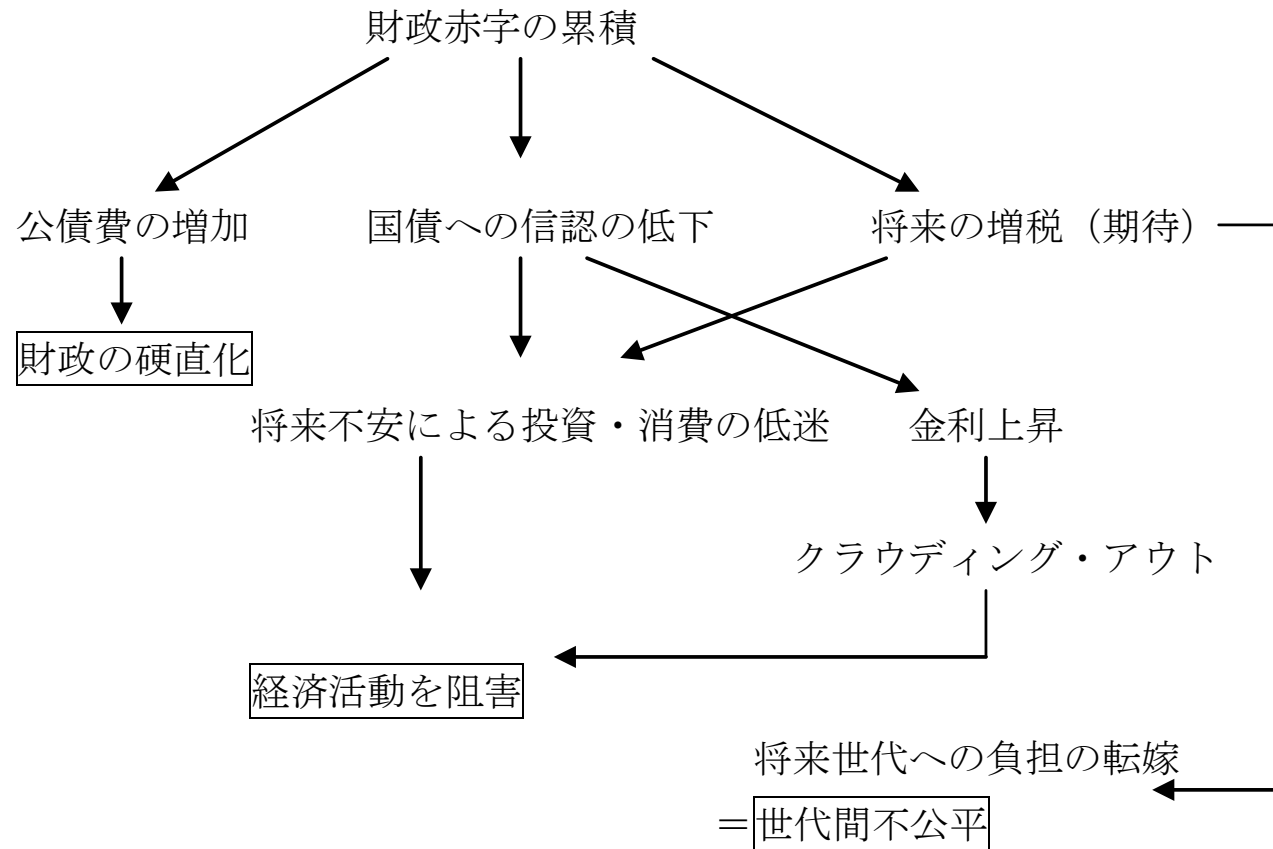 財政赤字の累積
公債費の増加
国債への信認の低下
将来の増税（期待）
財政の硬直化
将来不安による投資・消費の低迷
金利上昇
クラウディング・アウト
経済活動を阻害
将来世代への負担の転嫁
＝世代間不公平